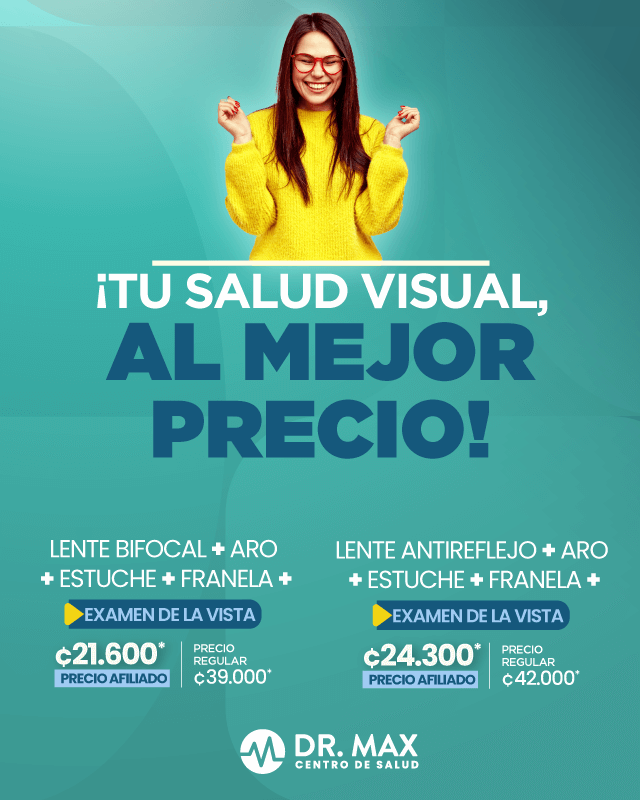 ¡TU SALUD VISUAL,
AL MEJOR
PRECIO!
LENTE BIFOCAL + ARO
+ ESTUCHE + FRANELA +
EXAMEN DE LA VISTA
₡21.600*
PRECIO AFILIADO
PRECIO
REGULAR
₡39.000*
LENTE ANTIREFLEJO + ARO
+ ESTUCHE + FRANELA +
EXAMEN DE LA VISTA
₡24.300*
PRECIO AFILIADO
PRECIO
REGULAR
₡42.000*
DR. MAX
CENTRO DE SALUD